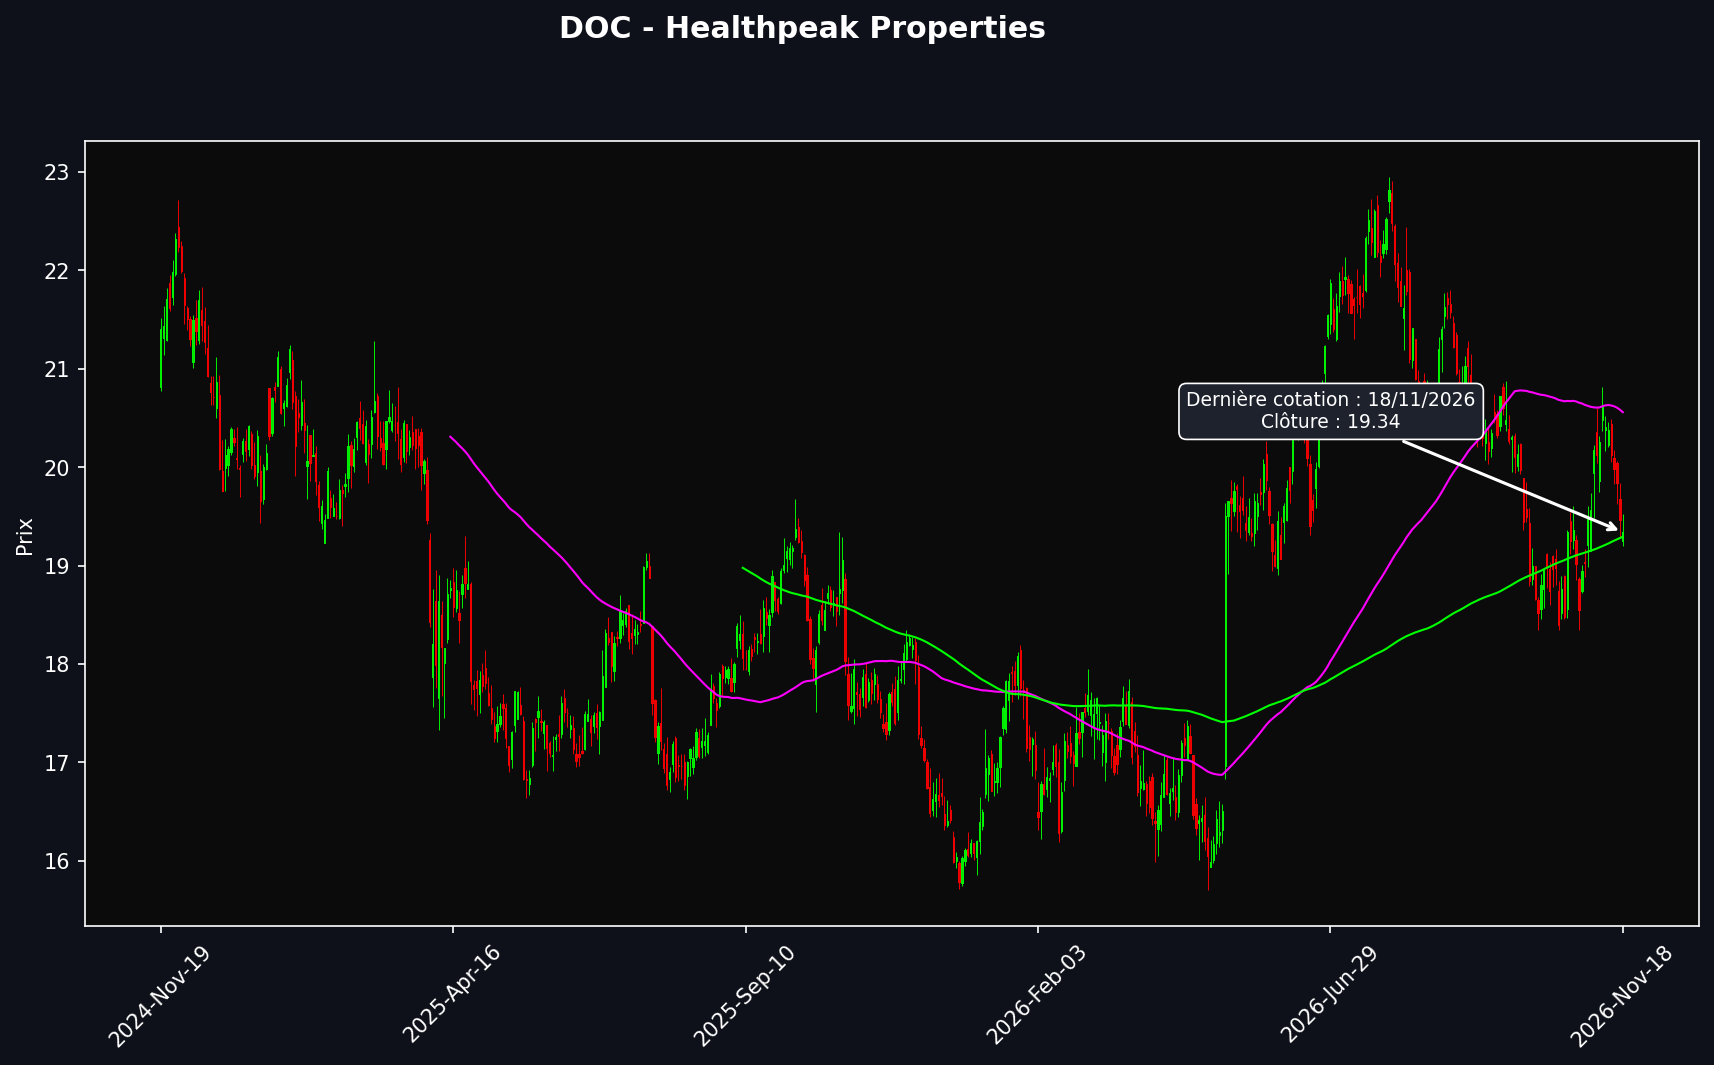 DOC - Healthpeak Properties
Prix
23
22
21
20
19
18
17
16
Dernière cotation : 18/11/2026
Clôture : 19.34
2024-Nov-19
2025-Apr-16
2025-Sep-10
2026-Feb-03
2026-Jun-29
2026-Nov-18